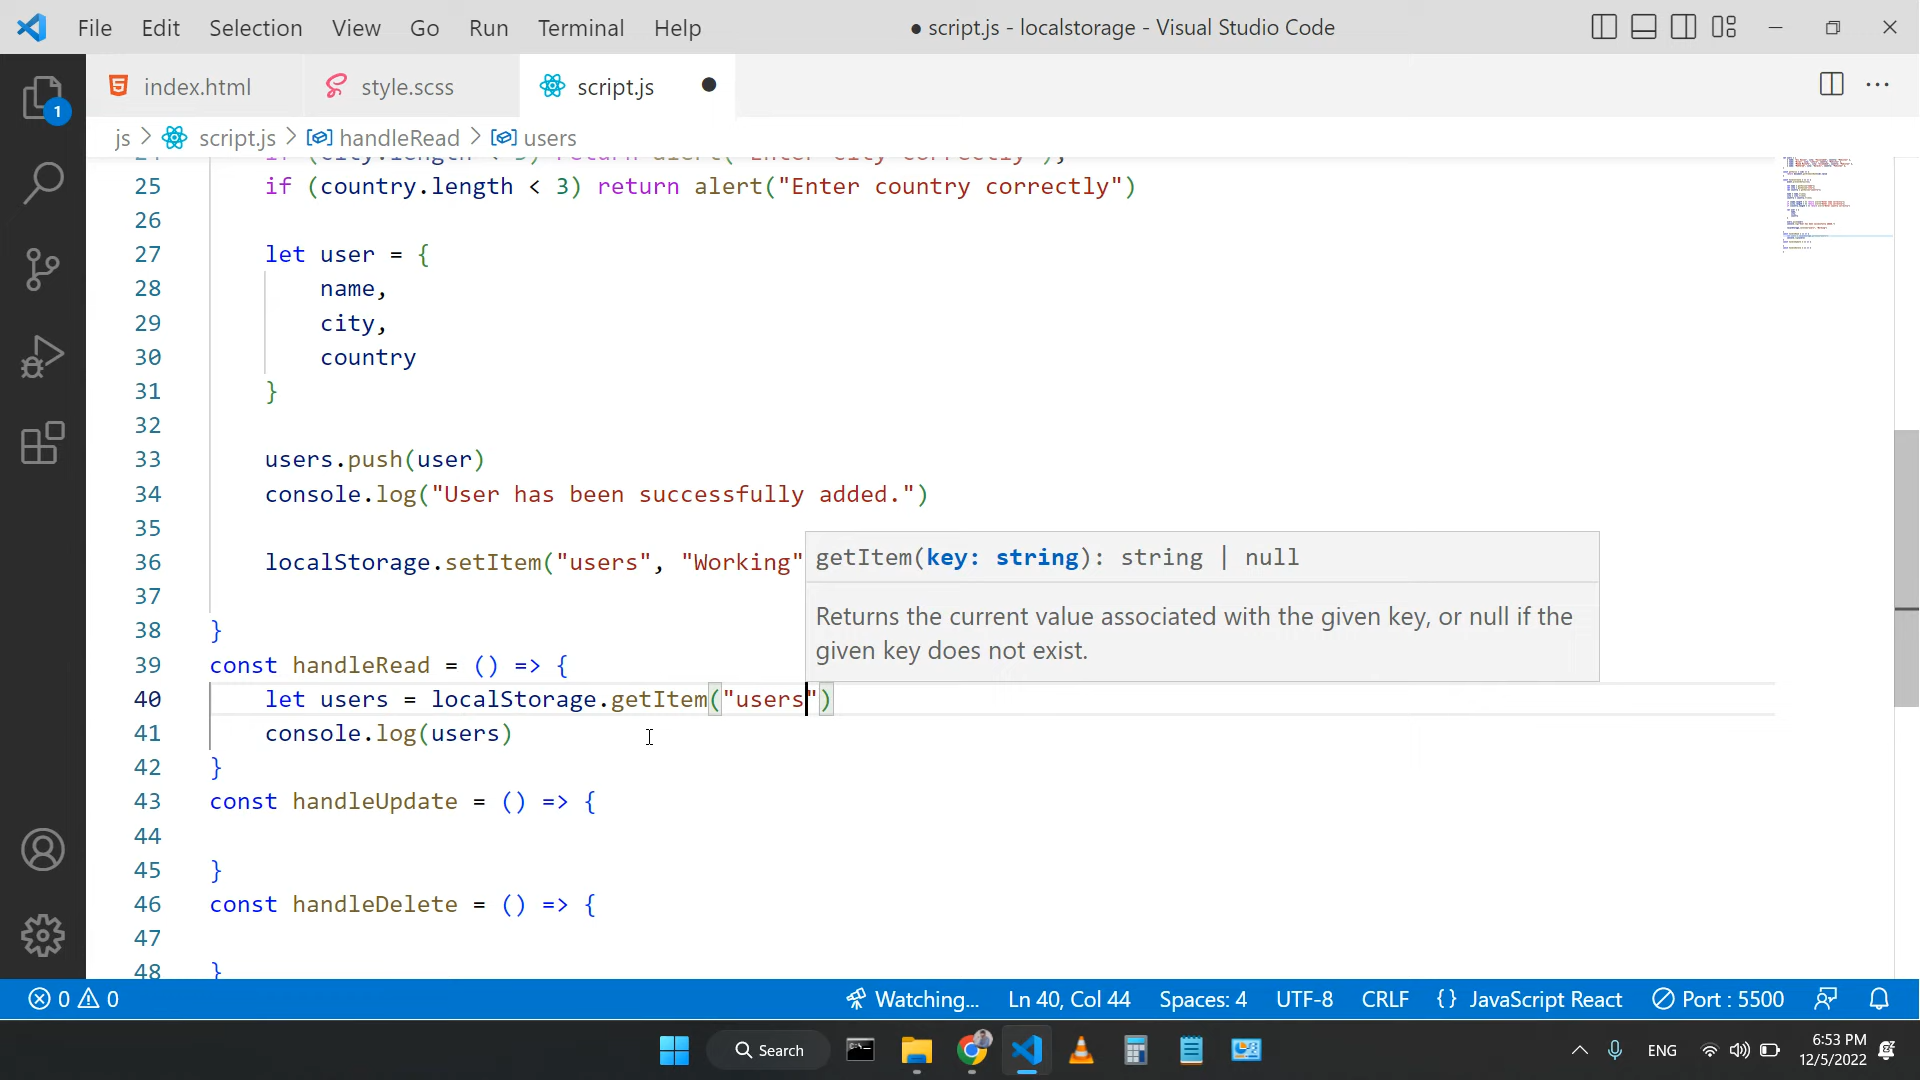 File Edit Selection View Go Run Terminal Help ● script.js - localstorage - Visual Studio Code
index.html style.scss script.js
js > script.js > handleRead > users
24 if (city.length < 3) return alert("Enter city correctly");
25 if (country.length < 3) return alert("Enter country correctly")
26
27 let user = {
28 name,
29 city,
30 country
31 }
32
33 users.push(user)
34 console.log("User has been successfully added.")
35
36 localStorage.setItem("users", "Working"
getItem(key: string): string | null
Returns the current value associated with the given key, or null if the
given key does not exist.
37
38 }
39 const handleRead = () => {
40 let users = localStorage.getItem("users")
41 console.log(users)
42 }
43 const handleUpdate = () => {
44
45 }
46 const handleDelete = () => {
47
48 }
1
0 0 Watching... Ln 40, Col 44 Spaces: 4 UTF-8 CRLF {} JavaScript React Port : 5500
Search ENG 6:53 PM
12/5/2022